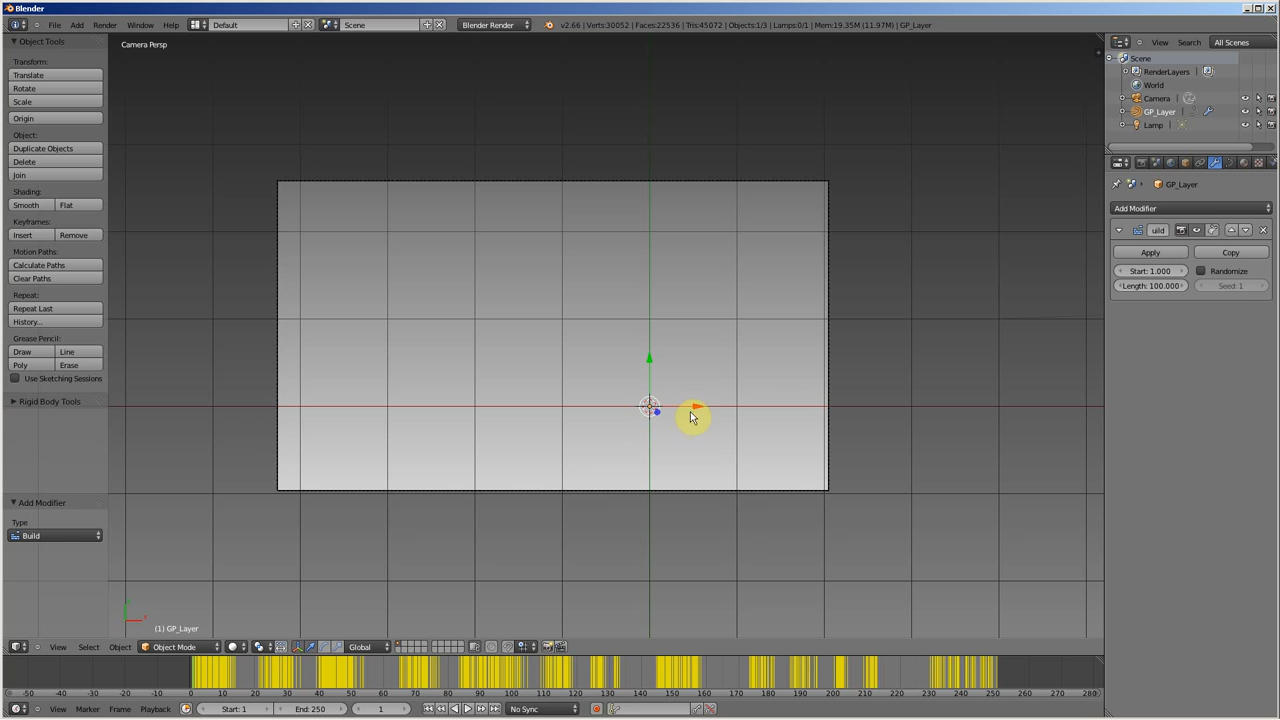 Blender
File Add Render Window Help Default Scene Blender Render v2.66 | Verts:30052 | Faces:22536 | Tris:45072 | Objects:1/3 | Lamps:0/1 | Mem:19.35M (11.97M) | GP_Layer
Object Tools
Transform:
Translate
Rotate
Scale
Origin
Object:
Duplicate Objects
Delete
Join
Shading:
Smooth Flat
Keyframes:
Insert Remove
Motion Paths:
Calculate Paths
Clear Paths
Repeat:
Repeat Last
History...
Grease Pencil:
Draw Line
Poly Erase
Use Sketching Sessions
Rigid Body Tools
Add Modifier
Type
Build
Camera Persp
(1) GP_Layer
View Search All Scenes
Scene
RenderLayers
World
Camera
GP_Layer
Lamp
GP_Layer
Add Modifier
uild
Apply Copy
Start: 1.000 Randomize
Length: 100.000 Seed: 1
View Select Object Object Mode Global
-50 -40 -30 -20 -10 0 10 20 30 40 50 60 70 80 90 100 110 120 130 140 150 160 170 180 190 200 210 220 230 240 250 260 270 280
View Marker Frame Playback Start: 1 End: 250 1 No Sync